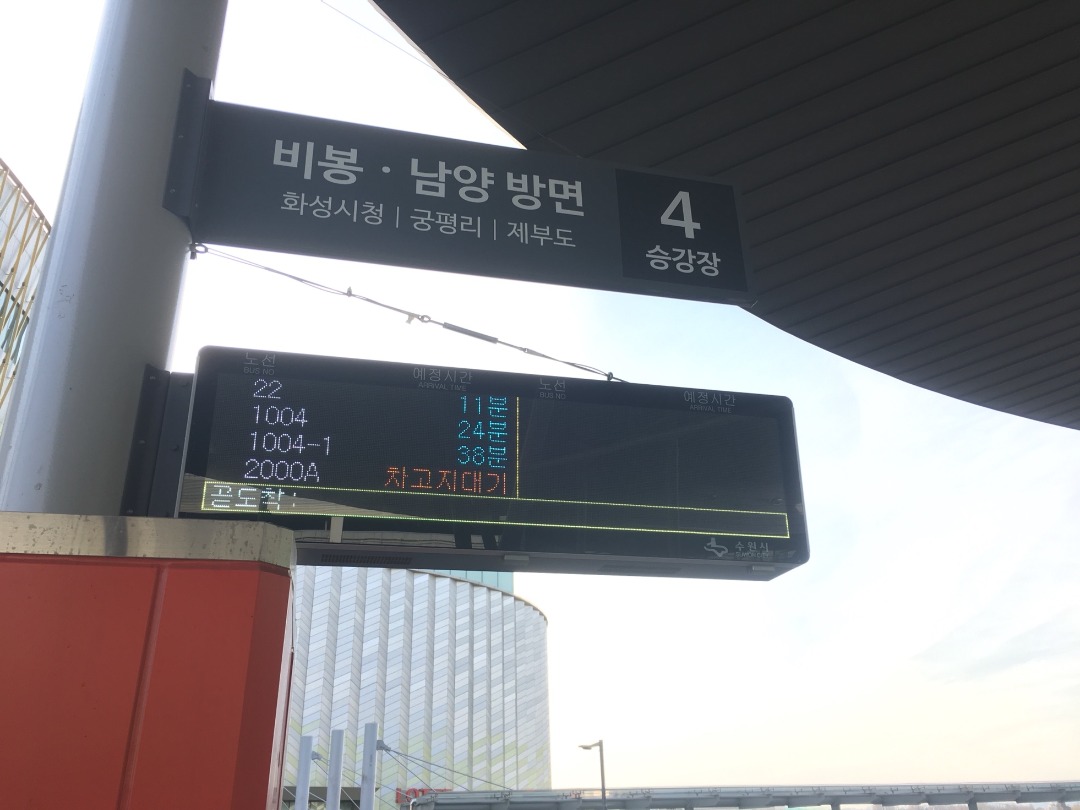 비봉 · 남양 방면
화성시청 | 궁평리 | 제부도
4
승강장
노선 예정시간 노선 예정시간
BUS NO ARRIVAL TIME BUS NO ARRIVAL TIME
22 11분
1004 24분
1004-1 38분
2000A 차고지대기
곧도착 :
수원시